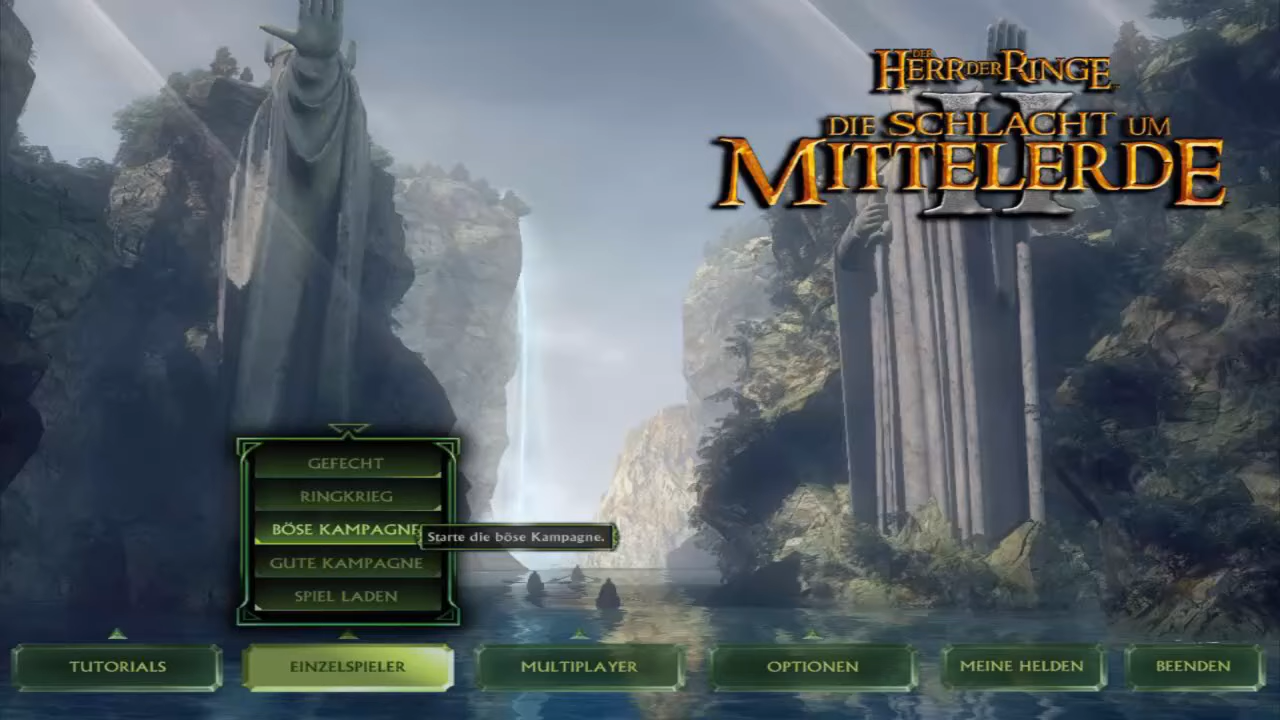 DER
HERR DER RINGE
II
DIE SCHLACHT UM
MITTELERDE
GEFECHT
RINGKRIEG
BÖSE KAMPAGNE
Starte die böse Kampagne.
GUTE KAMPAGNE
SPIEL LADEN
TUTORIALS
EINZELSPIELER
MULTIPLAYER
OPTIONEN
MEINE HELDEN
BEENDEN